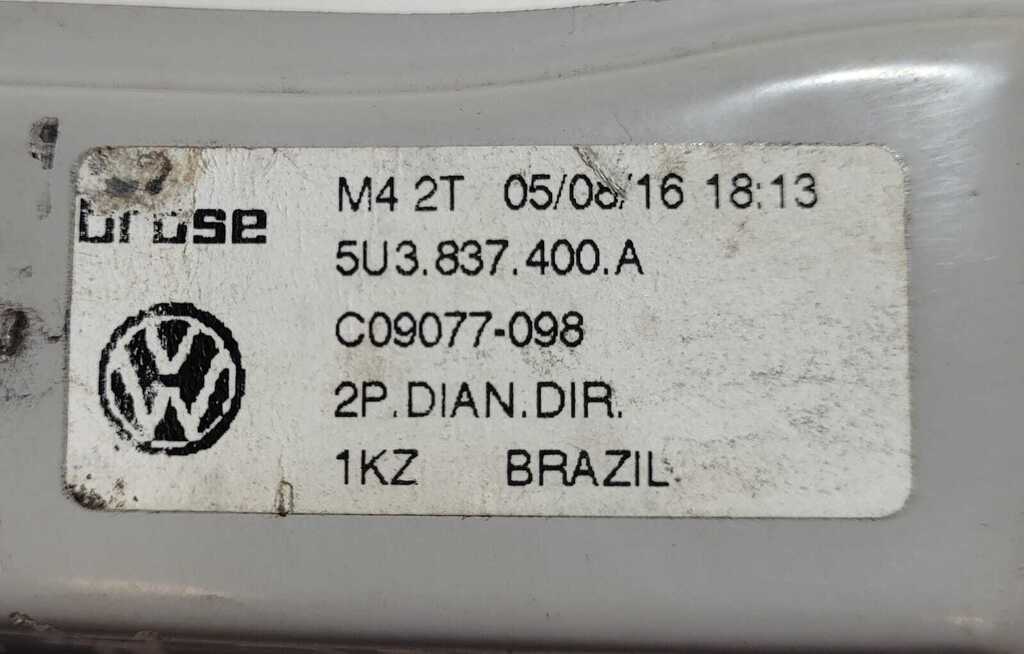 brose
M4 2T 05/08/16 18:13
5U3.837.400.A
C09077-098
2P.DIAN.DIR.
1KZ BRAZIL